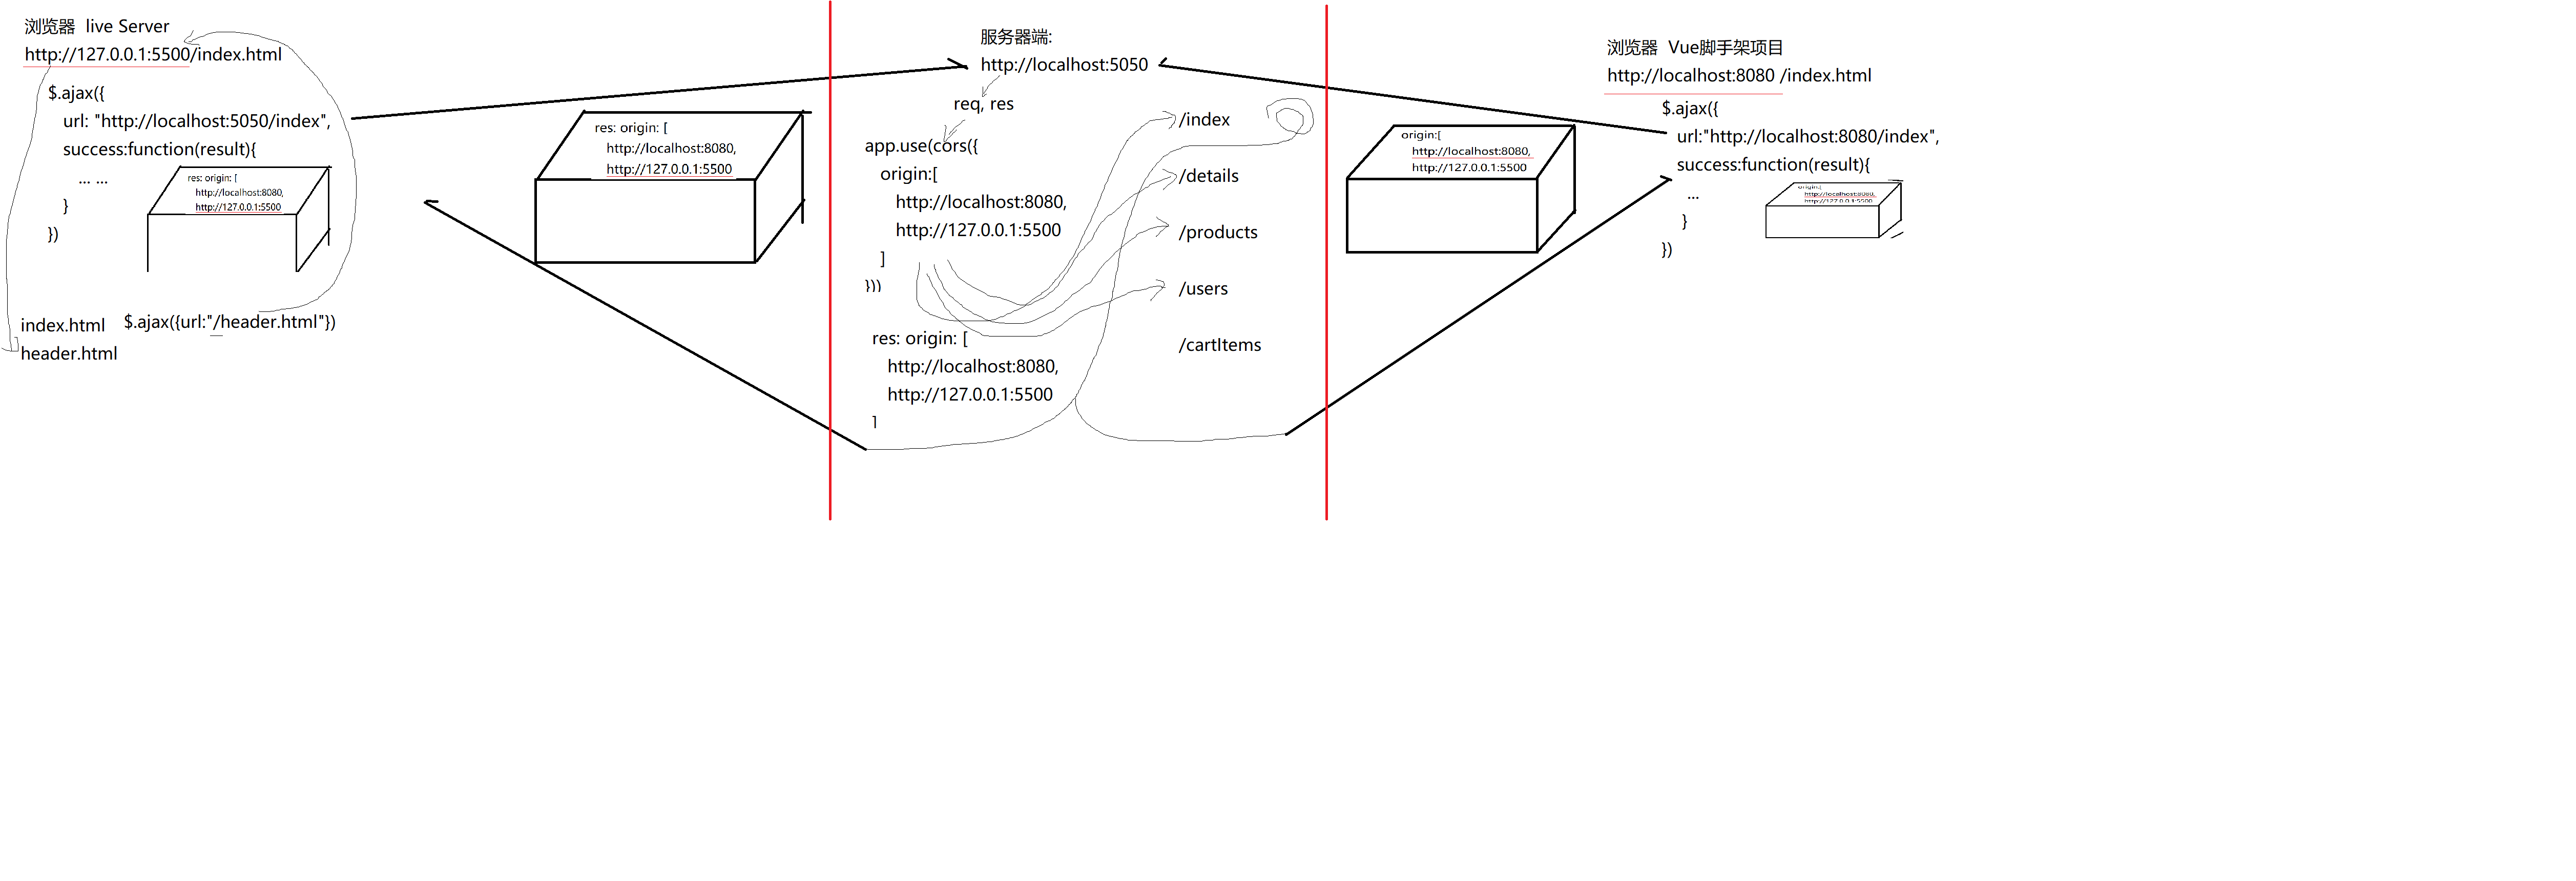 浏览器  live Server
http://127.0.0.1:5500/index.html
$.ajax({
url: "http://localhost:5050/index",
success:function(result){
... ...
}
})
res: origin: [
http://localhost:8080,
http://127.0.0.1:5500
index.html
header.html
$.ajax({url:"/header.html"})
res: origin: [
http://localhost:8080,
http://127.0.0.1:5500
服务器端:
http://localhost:5050
req, res
app.use(cors({
origin:[
http://localhost:8080,
http://127.0.0.1:5500
]
}))
res: origin: [
http://localhost:8080,
http://127.0.0.1:5500
]
/index
/details
/products
/users
/cartItems
origin:[
http://localhost:8080,
http://127.0.0.1:5500
浏览器  Vue脚手架项目
http://localhost:8080 /index.html
$.ajax({
url:"http://localhost:8080/index",
success:function(result){
...
}
})
origin:[
http://localhost:8080,
http://127.0.0.1:5500